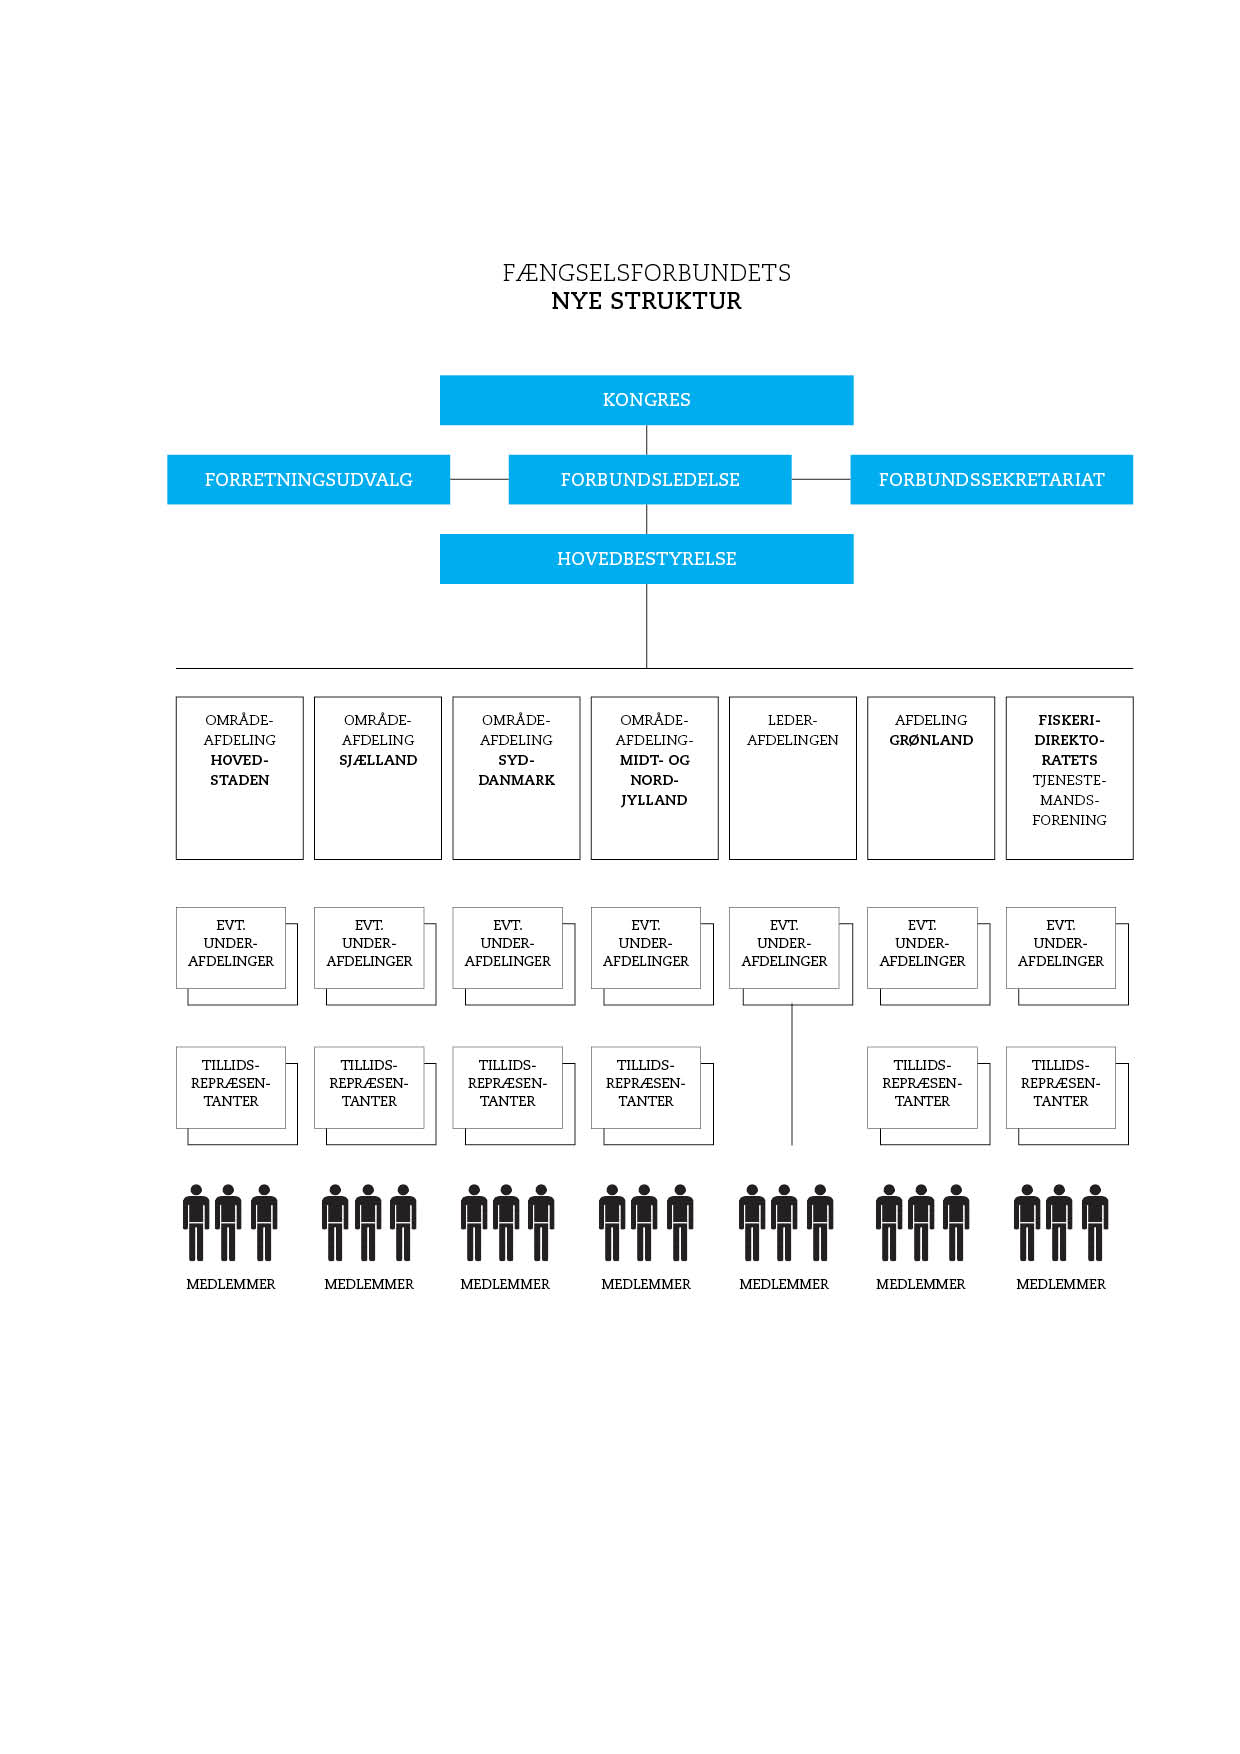 FÆNGSELSFORBUNDETS
NYE STRUKTUR
KONGRES
FORRETNINGSUDVALG
FORBUNDSLEDELSE
FORBUNDSSEKRETARIAT
HOVEDBESTYRELSE
OMRÅDE-
AFDELING
HOVED-
STADEN
OMRÅDE-
AFDELING
SJÆLLAND
OMRÅDE-
AFDELING
SYD-
DANMARK
OMRÅDE-
AFDELING-
MIDT- OG
NORD-
JYLLAND
LEDER-
AFDELINGEN
AFDELING
GRØNLAND
FISKERI-
DIREKTO-
RATETS
TJENESTE-
MANDS-
FORENING
EVT.
UNDER-
AFDELINGER
EVT.
UNDER-
AFDELINGER
EVT.
UNDER-
AFDELINGER
EVT.
UNDER-
AFDELINGER
EVT.
UNDER-
AFDELINGER
EVT.
UNDER-
AFDELINGER
EVT.
UNDER-
AFDELINGER
TILLIDS-
REPRÆSEN-
TANTER
TILLIDS-
REPRÆSEN-
TANTER
TILLIDS-
REPRÆSEN-
TANTER
TILLIDS-
REPRÆSEN-
TANTER
TILLIDS-
REPRÆSEN-
TANTER
TILLIDS-
REPRÆSEN-
TANTER
MEDLEMMER
MEDLEMMER
MEDLEMMER
MEDLEMMER
MEDLEMMER
MEDLEMMER
MEDLEMMER